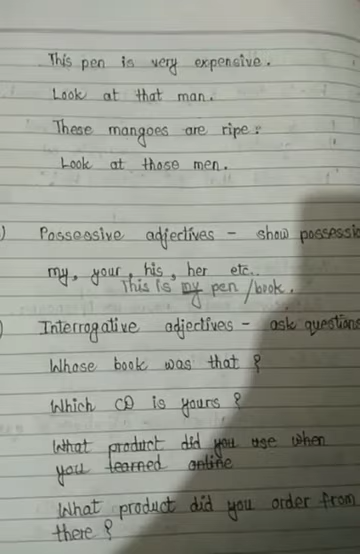 This pen is very expensive.
Look at that man.
These mangoes are ripe.
Look at those men.
) Possessive adjectives - show possessio
my, your, his, her etc..
This is my pen/book.
) Interrogative adjectives - ask questions
Whose book was that ?
Which CD is yours ?
What product did you use when
you learned online
What product did you order from
there ?